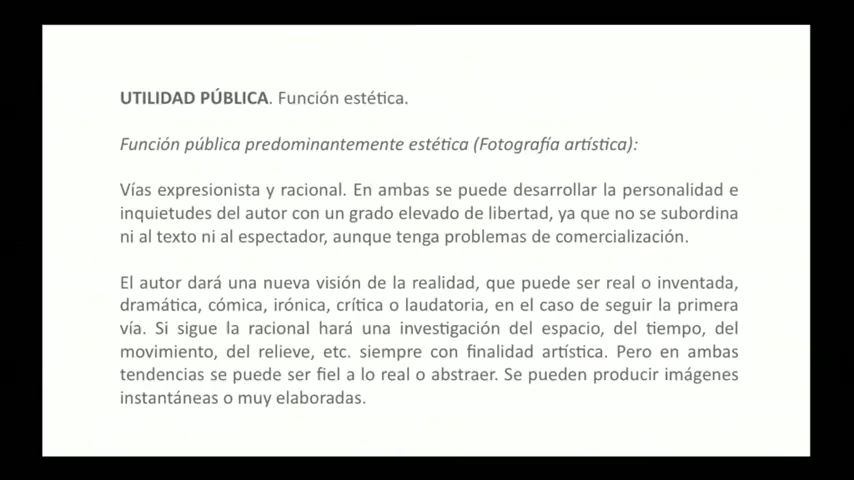 UTILIDAD PÚBLICA. Función estética.
Función pública predominantemente estética (Fotografía artística):
Vías expresionista y racional. En ambas se puede desarrollar la personalidad e
inquietudes del autor con un grado elevado de libertad, ya que no se subordina
ni al texto ni al espectador, aunque tenga problemas de comercialización.
El autor dará una nueva visión de la realidad, que puede ser real o inventada,
dramática, cómica, irónica, crítica o laudatoria, en el caso de seguir la primera
vía. Si sigue la racional hará una investigación del espacio, del tiempo, del
movimiento, del relieve, etc. siempre con finalidad artística. Pero en ambas
tendencias se puede ser fiel a lo real o abstraer. Se pueden producir imágenes
instantáneas o muy elaboradas.